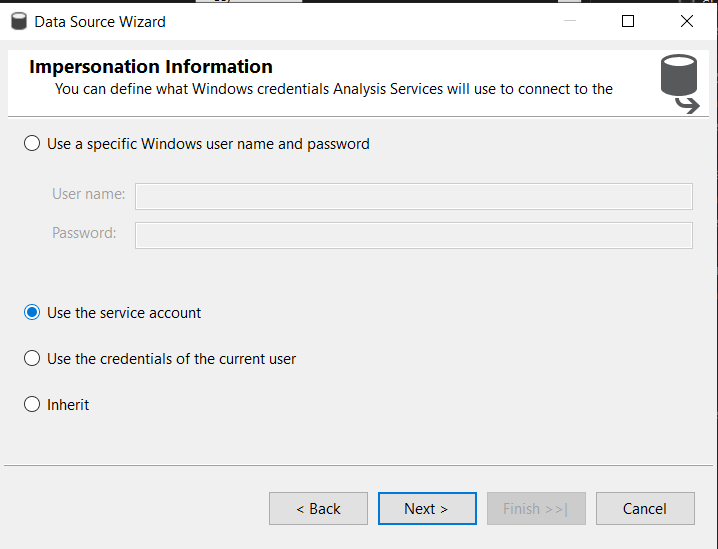 Data Source Wizard
Impersonation Information
You can define what Windows credentials Analysis Services will use to connect to the
Use a specific Windows user name and password
User name:
Password:
Use the service account
Use the credentials of the current user
Inherit
< Back
Next >
Finish >>|
Cancel